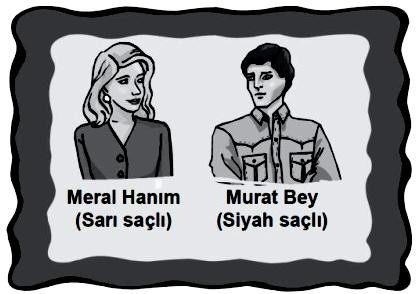 Meral Hanım
(Sarı saçlı)
Murat Bey
(Siyah saçlı)